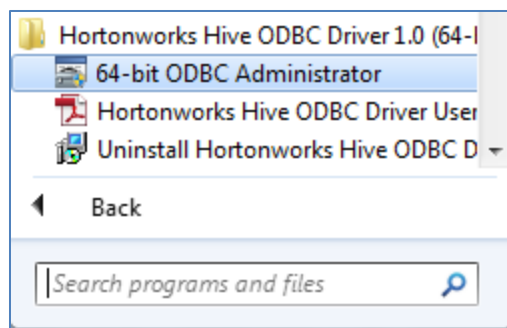 Hortonworks Hive ODBC Driver 1.0 (64-
64-bit ODBC Administrator
Hortonworks Hive ODBC Driver User
Uninstall Hortonworks Hive ODBC D
Back
Search programs and files